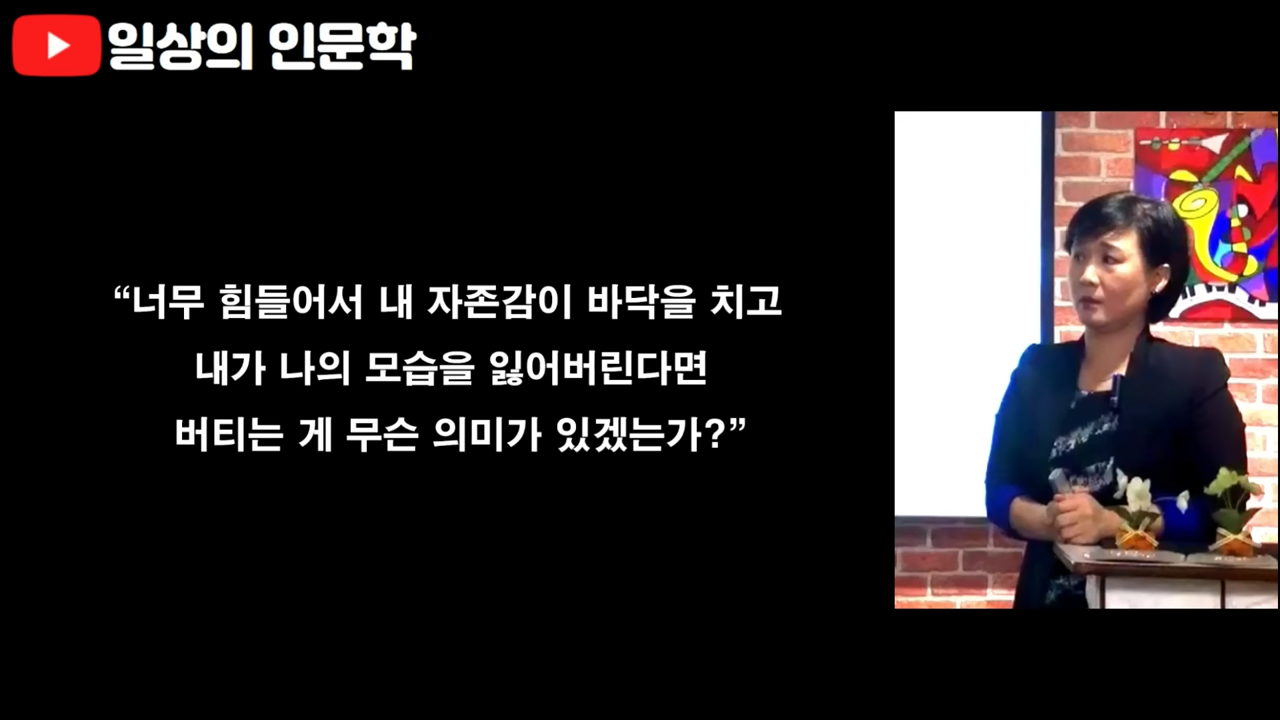 일상의 인문학
“너무 힘들어서 내 자존감이 바닥을 치고
내가 나의 모습을 잃어버린다면
버티는 게 무슨 의미가 있겠는가?”